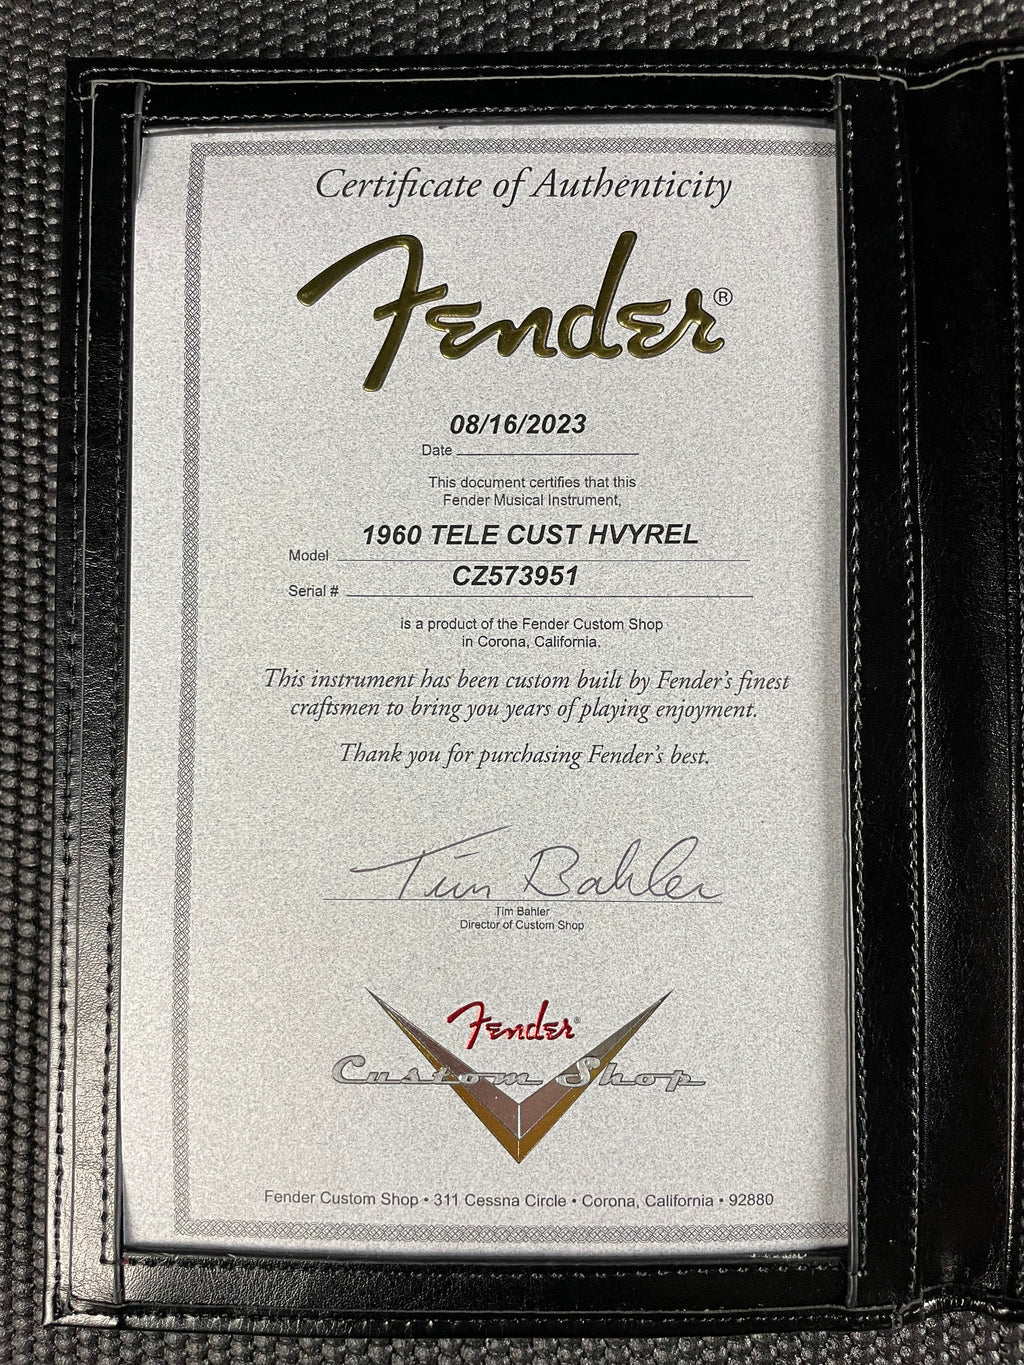 Certificate of Authenticity
Fender®
08/16/2023
Date
This document certifies that this
Fender Musical Instrument,
1960 TELE CUST HVYREL
Model
CZ573951
Serial #
is a product of the Fender Custom Shop
in Corona, California.
This instrument has been custom built by Fender's finest
craftsmen to bring you years of playing enjoyment.
Thank you for purchasing Fender's best.
Tim Bahler
Tim Bahler
Director of Custom Shop
Fender®
Custom Shop
Fender Custom Shop • 311 Cessna Circle • Corona, California • 92880